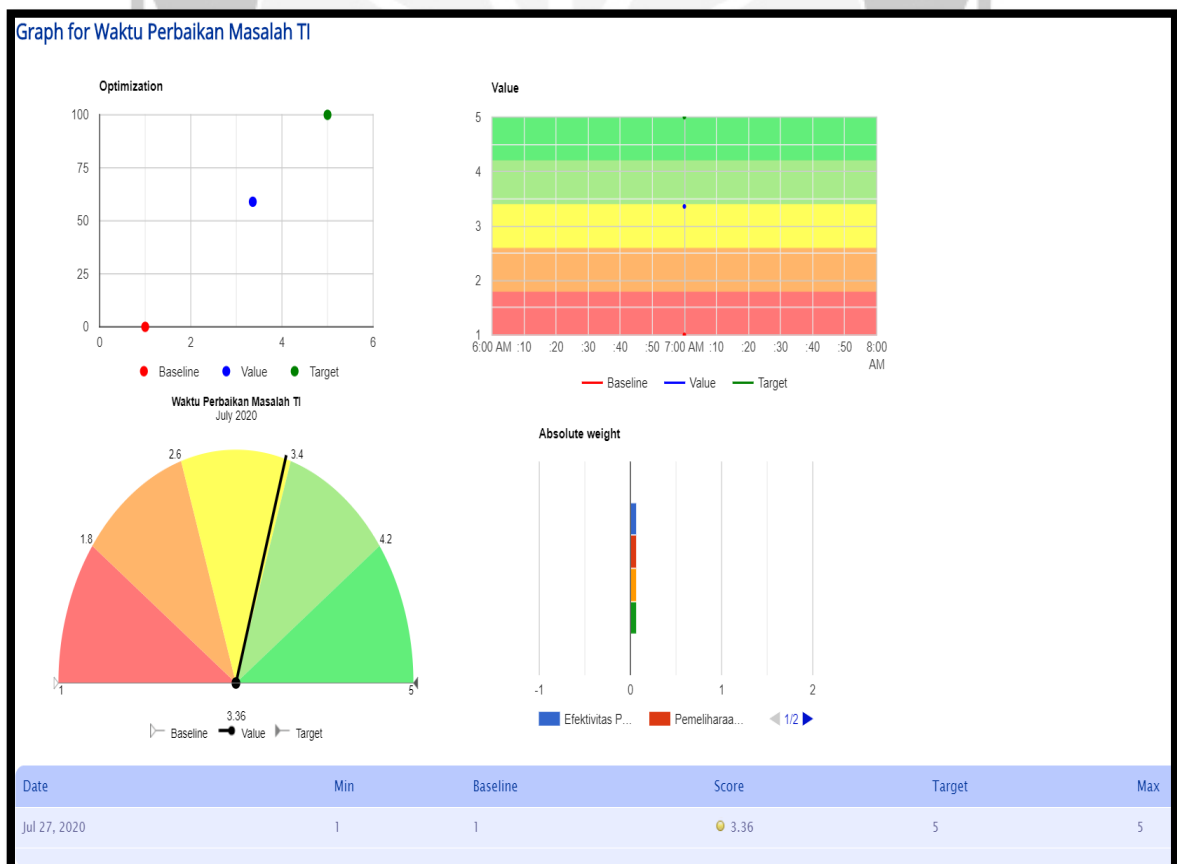 Graph for Waktu Perbaikan Masalah TI
Optimization
100
75
50
25
0
0 2 4 6
Baseline Value Target
Value
5
4
3
2
1
6:00 AM :10 :20 :30 :40 :50 7:00 AM :10 :20 :30 :40 :50 8:00
AM
Baseline Value Target
Waktu Perbaikan Masalah TI
July 2020
2.6 3.4
1.8 4.2
1 5
3.36
Baseline Value Target
Absolute weight
-1 0 1 2
Efektivitas P... Pemeliharaa... 1/2
Date Min Baseline Score Target Max
Jul 27, 2020 1 1 3.36 5 5